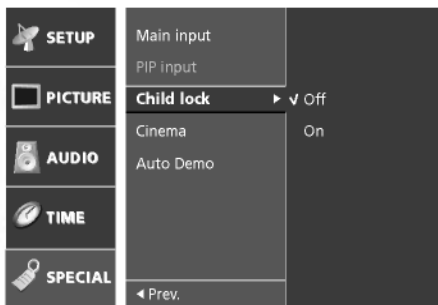 SETUP
PICTURE
AUDIO
TIME
SPECIAL
Main input
PIP input
Child lock ► √ Off
Cinema On
Auto Demo
◄ Prev.